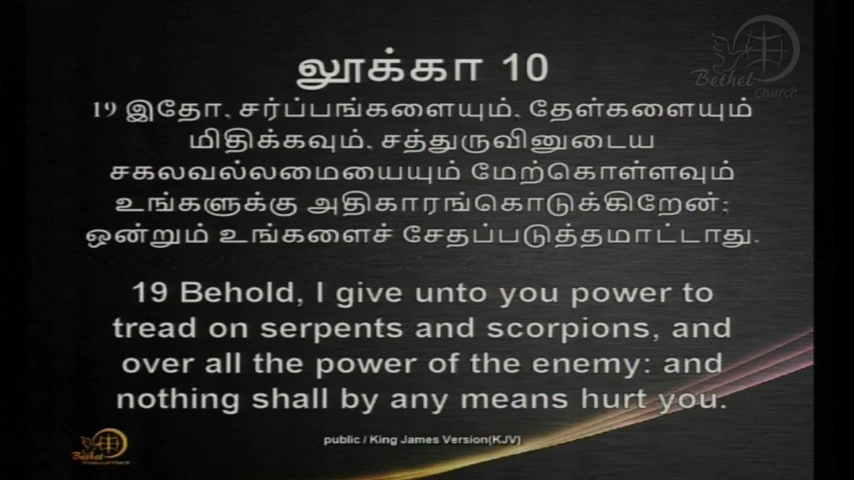 Bethel
Church
லூக்கா 10
19 இதோ, சர்ப்பங்களையும், தேள்களையும்
மிதிக்கவும், சத்துருவினுடைய
சகலவல்லமையையும் மேற்கொள்ளவும்
உங்களுக்கு அதிகாரங்கொடுக்கிறேன்;
ஒன்றும் உங்களைச் சேதப்படுத்தமாட்டாது.
19 Behold, I give unto you power to
tread on serpents and scorpions, and
over all the power of the enemy: and
nothing shall by any means hurt you.
public / King James Version(KJV)
Bethel